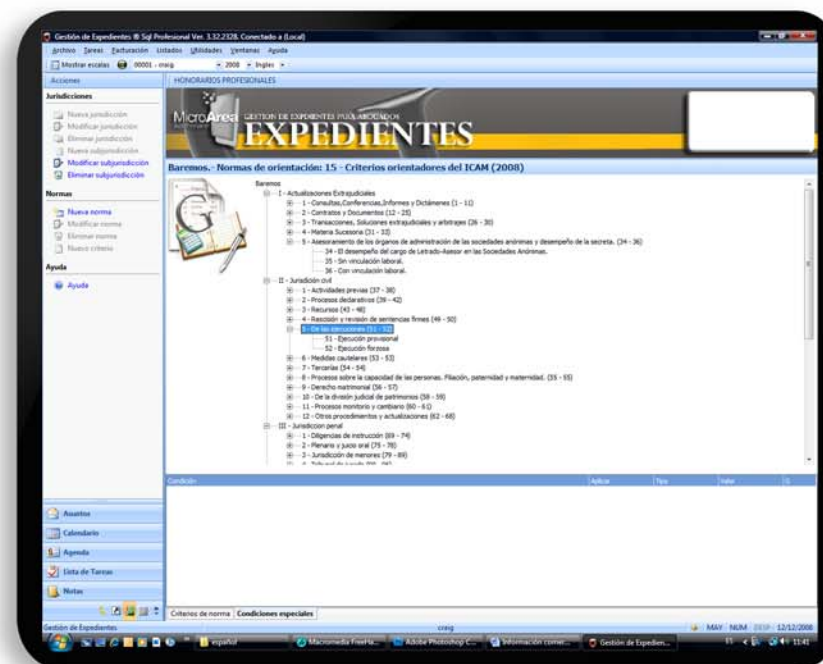 Gestión de Expedientes ® Sql Profesional Ver. 3.32.2328. Conectado a (Local)
Archivo Tareas Facturación Listados Utilidades Ventanas Ayuda
Mostrar escalas 00001 - craig 2008 Ingles
Acciones
HONORARIOS PROFESIONALES
Jurisdicciones
Nueva jurisdicción
Modificar jurisdicción
Eliminar jurisdicción
Nueva subjurisdicción
Modificar subjurisdicción
Eliminar subjurisdicción
Normas
Nueva norma
Modificar norma
Eliminar norma
Nuevo criterio
Ayuda
Ayuda
MicroArea
GESTION DE EXPEDIENTES PARA ABOGADOS
EXPEDIENTES
Baremos.- Normas de orientación: 15 - Criterios orientadores del ICAM (2008)
Baremos
I - Actualizaciones Extrajudiciales
1 - Consultas,Conferencias,Informes y Dictámenes (1 - 11)
2 - Contratos y Documentos (12 - 25)
3 - Transacciones, Soluciones extrajudiciales y arbitrajes (26 - 30)
4 - Materia Sucesoria (31 - 33)
5 - Asesoramiento de los órganos de administración de las sociedades anónimas y desempeño de la secreta. (34 - 36)
34 - El desempeño del cargo de Letrado-Asesor en las Sociedades Anónimas.
35 - Sin vinculación laboral.
36 - Con vinculación laboral.
II - Jurisdición civil
1 - Actividades previas (37 - 38)
2 - Procesos declarativos (39 - 42)
3 - Recursos (43 - 48)
4 - Rescisión y revisión de sentencias firmes (49 - 50)
5 - De las ejecuciones (51 - 52)
51 - Ejecución provisional
52 - Ejecución forzosa
6 - Medidas cautelares (53 - 53)
7 - Tercerías (54 - 54)
8 - Procesos sobre la capacidad de las personas. Filiación, paternidad y maternidad. (55 - 55)
9 - Derecho matrimonial (56 - 57)
10 - De la división judicial de patrimonios (58 - 59)
11 - Procesos monitorio y cambiario (60 - 61)
12 - Otros procedimientos y actualizaciones (62 - 68)
III - Jurisdiccion penal
1 - Diligencias de instrucción (69 - 74)
2 - Plenario y juicio oral (75 - 78)
3 - Jurisdicción de menores (79 - 89)
Condición Aplicar Tipo Valor
Asuntos
Calendario
Agenda
Lista de Tareas
Notas
Criterios de norma Condiciones especiales
Gestión de Expedientes craig MAY NUM DESP 12/12/2008
español Macromedia FreeHa... Adobe Photoshop C... Información comer... Gestión de Expedien... ES 11:41